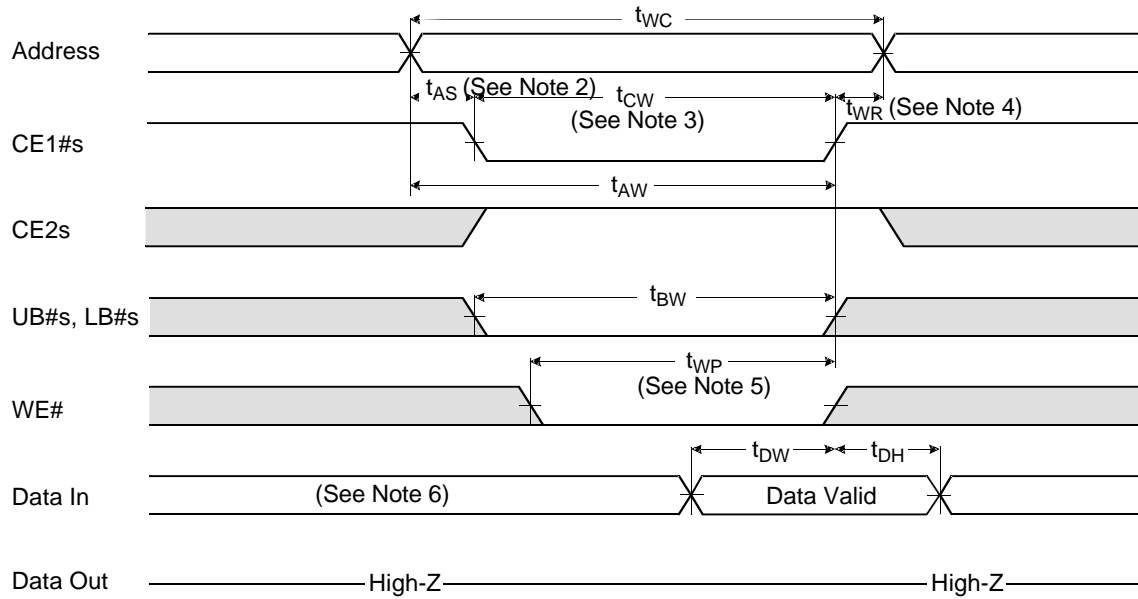 tWC
Address
tAS (See Note 2)
tCW
(See Note 3)
tWR (See Note 4)
CE1#s
tAW
CE2s
tBW
UB#s, LB#s
tWP
(See Note 5)
WE#
tDW
tDH
Data In
(See Note 6)
Data Valid
Data Out
High-Z
High-Z